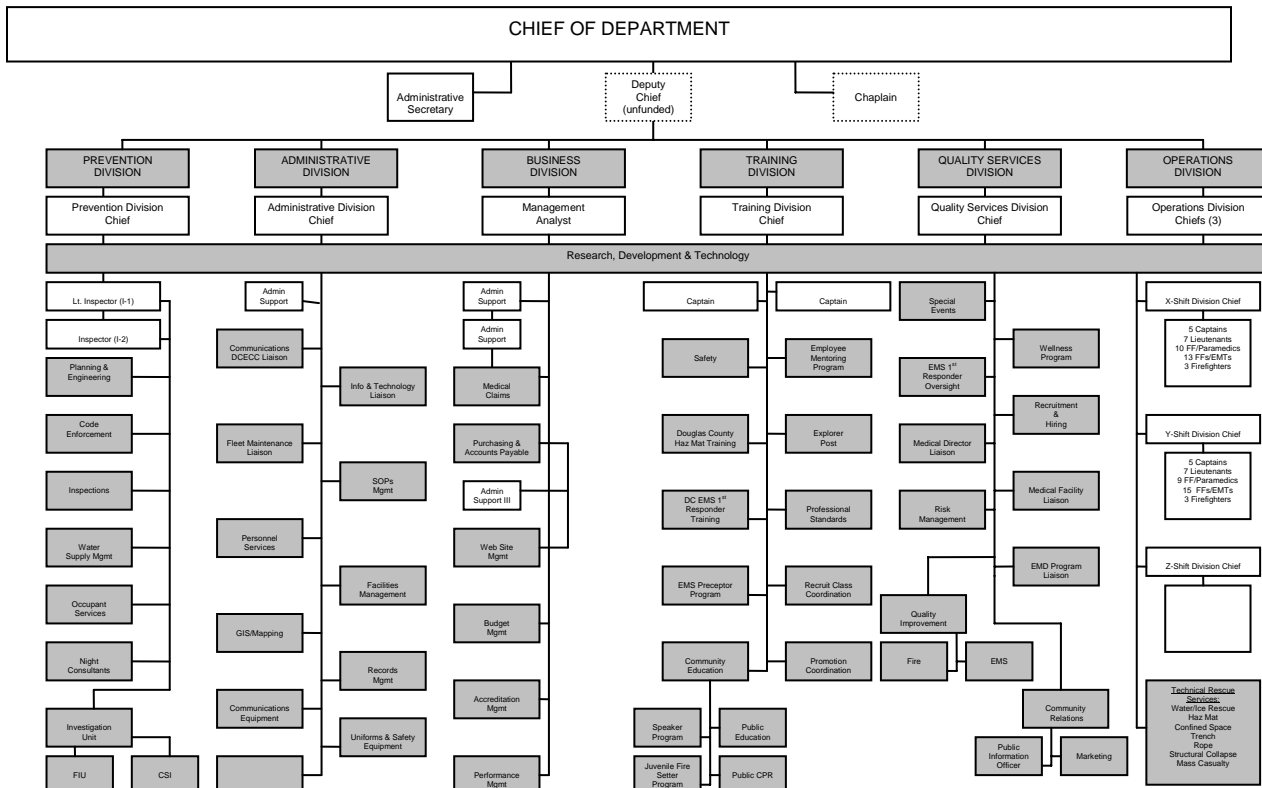 CHIEF OF DEPARTMENT
Administrative
Secretary
Deputy
Chief
(unfunded)
Chaplain
PREVENTION
DIVISION
ADMINISTRATIVE
DIVISION
BUSINESS
DIVISION
TRAINING
DIVISION
QUALITY SERVICES
DIVISION
OPERATIONS
DIVISION
Prevention Division
Chief
Administrative Division
Chief
Management
Analyst
Training Division
Chief
Quality Services Division
Chief
Operations Division
Chiefs (3)
Research, Development & Technology
Lt. Inspector (I-1)
Inspector (I-2)
Planning &
Engineering
Code
Enforcement
Inspections
Water
Supply Mgmt
Occupant
Services
Night
Consultants
Investigation
Unit
FIU
CSI
Admin
Support
Communications
DCECC Liaison
Info & Technology
Liaison
Fleet Maintenance
Liaison
SOPs
Mgmt
Personnel
Services
Facilities
Management
GIS/Mapping
Records
Mgmt
Communications
Equipment
Uniforms & Safety
Equipment
Admin
Support
Admin
Support
Medical
Claims
Purchasing &
Accounts Payable
Admin
Support III
Web Site
Mgmt
Budget
Mgmt
Accreditation
Mgmt
Performance
Mgmt
Captain
Captain
Safety
Employee
Mentoring
Program
Douglas County
Haz Mat Training
Explorer
Post
DC EMS 1st
Responder
Training
Professional
Standards
EMS Preceptor
Program
Recruit Class
Coordination
Community
Education
Promotion
Coordination
Speaker
Program
Public
Education
Juvenile Fire
Setter
Program
Public CPR
Special
Events
Wellness
Program
EMS 1st
Responder
Oversight
Recruitment
&
Hiring
Medical Director
Liaison
Medical Facility
Liaison
Risk
Management
EMD Program
Liaison
Quality
Improvement
Fire
EMS
Community
Relations
Public
Information
Officer
Marketing
X-Shift Division Chief
5 Captains
7 Lieutenants
10 FF/Paramedics
13 FFs/EMTs
3 Firefighters
Y-Shift Division Chief
5 Captains
7 Lieutenants
9 FF/Paramedics
15 FFs/EMTs
3 Firefighters
Z-Shift Division Chief
Technical Rescue
Services:
Water/Ice Rescue
Haz Mat
Confined Space
Trench
Rope
Structural Collapse
Mass Casualty